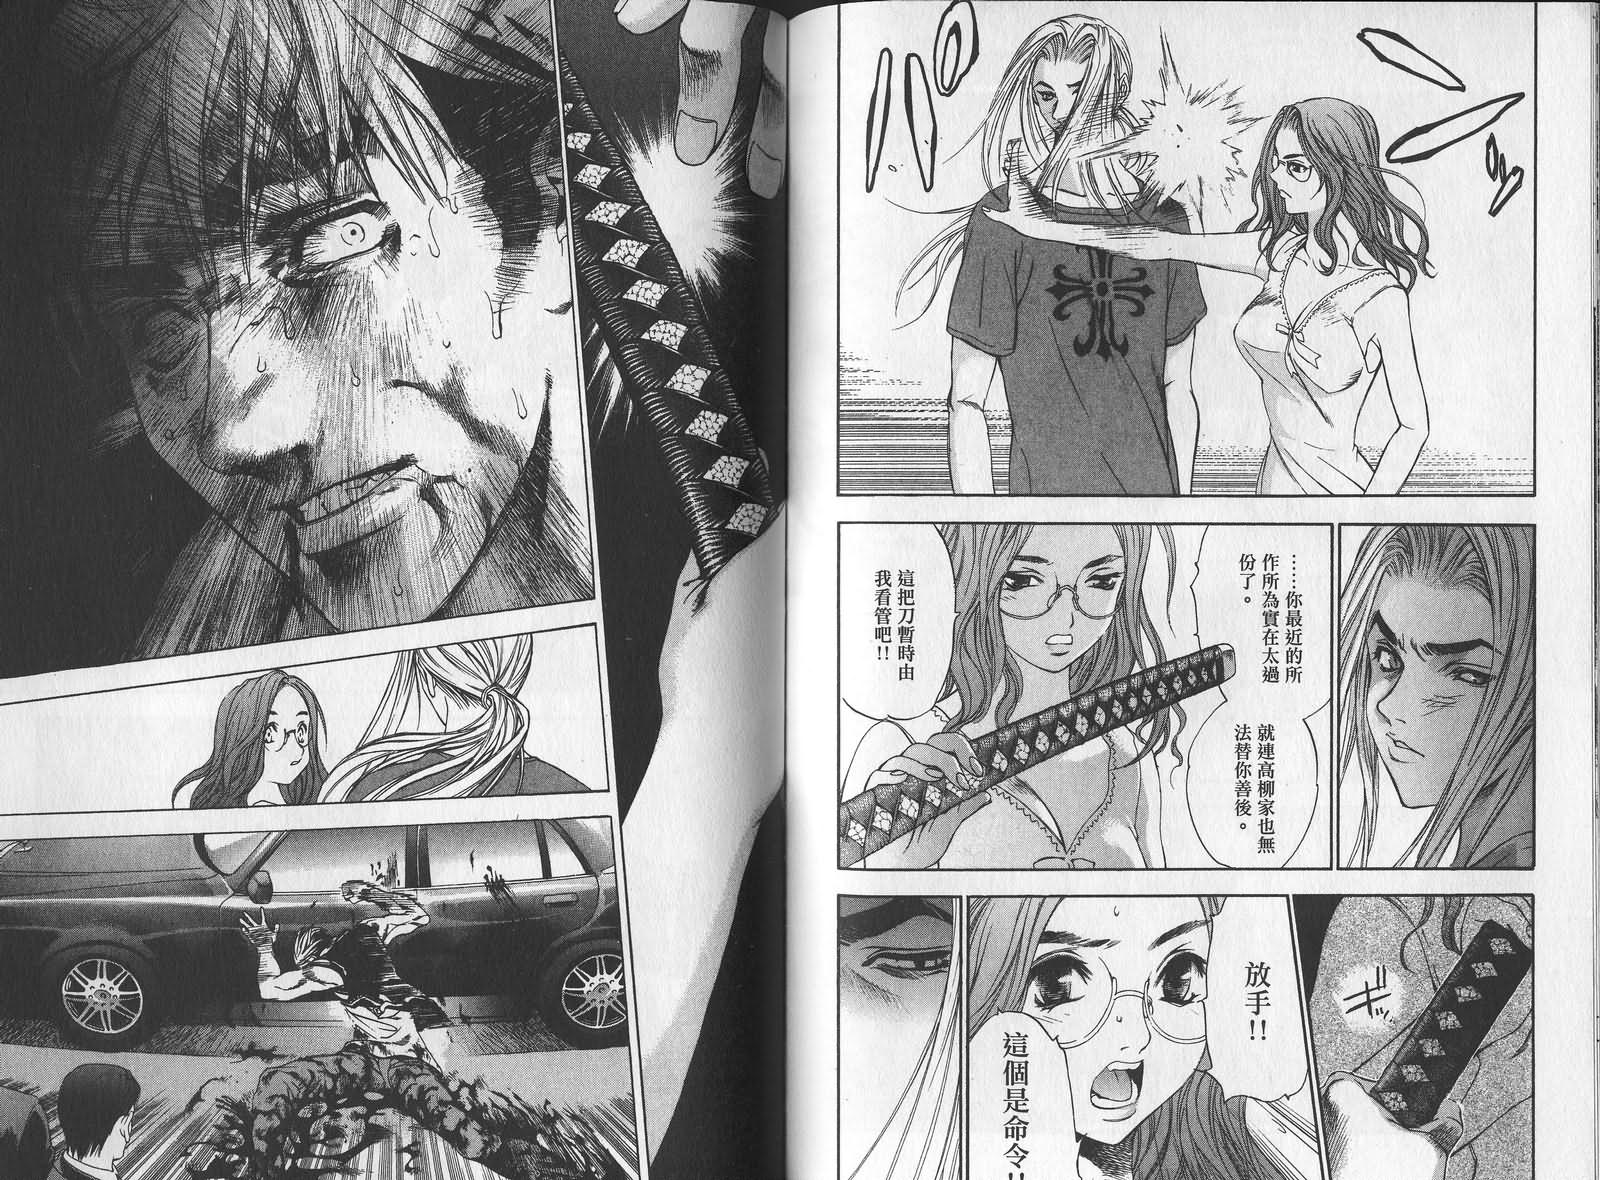 ……你最近的所
作所為實在太過
份了。
就連高柳家也無
法替你善後。
這把刀暫時由
我看管吧!!
ギッ
放手!!
這個是命令!!